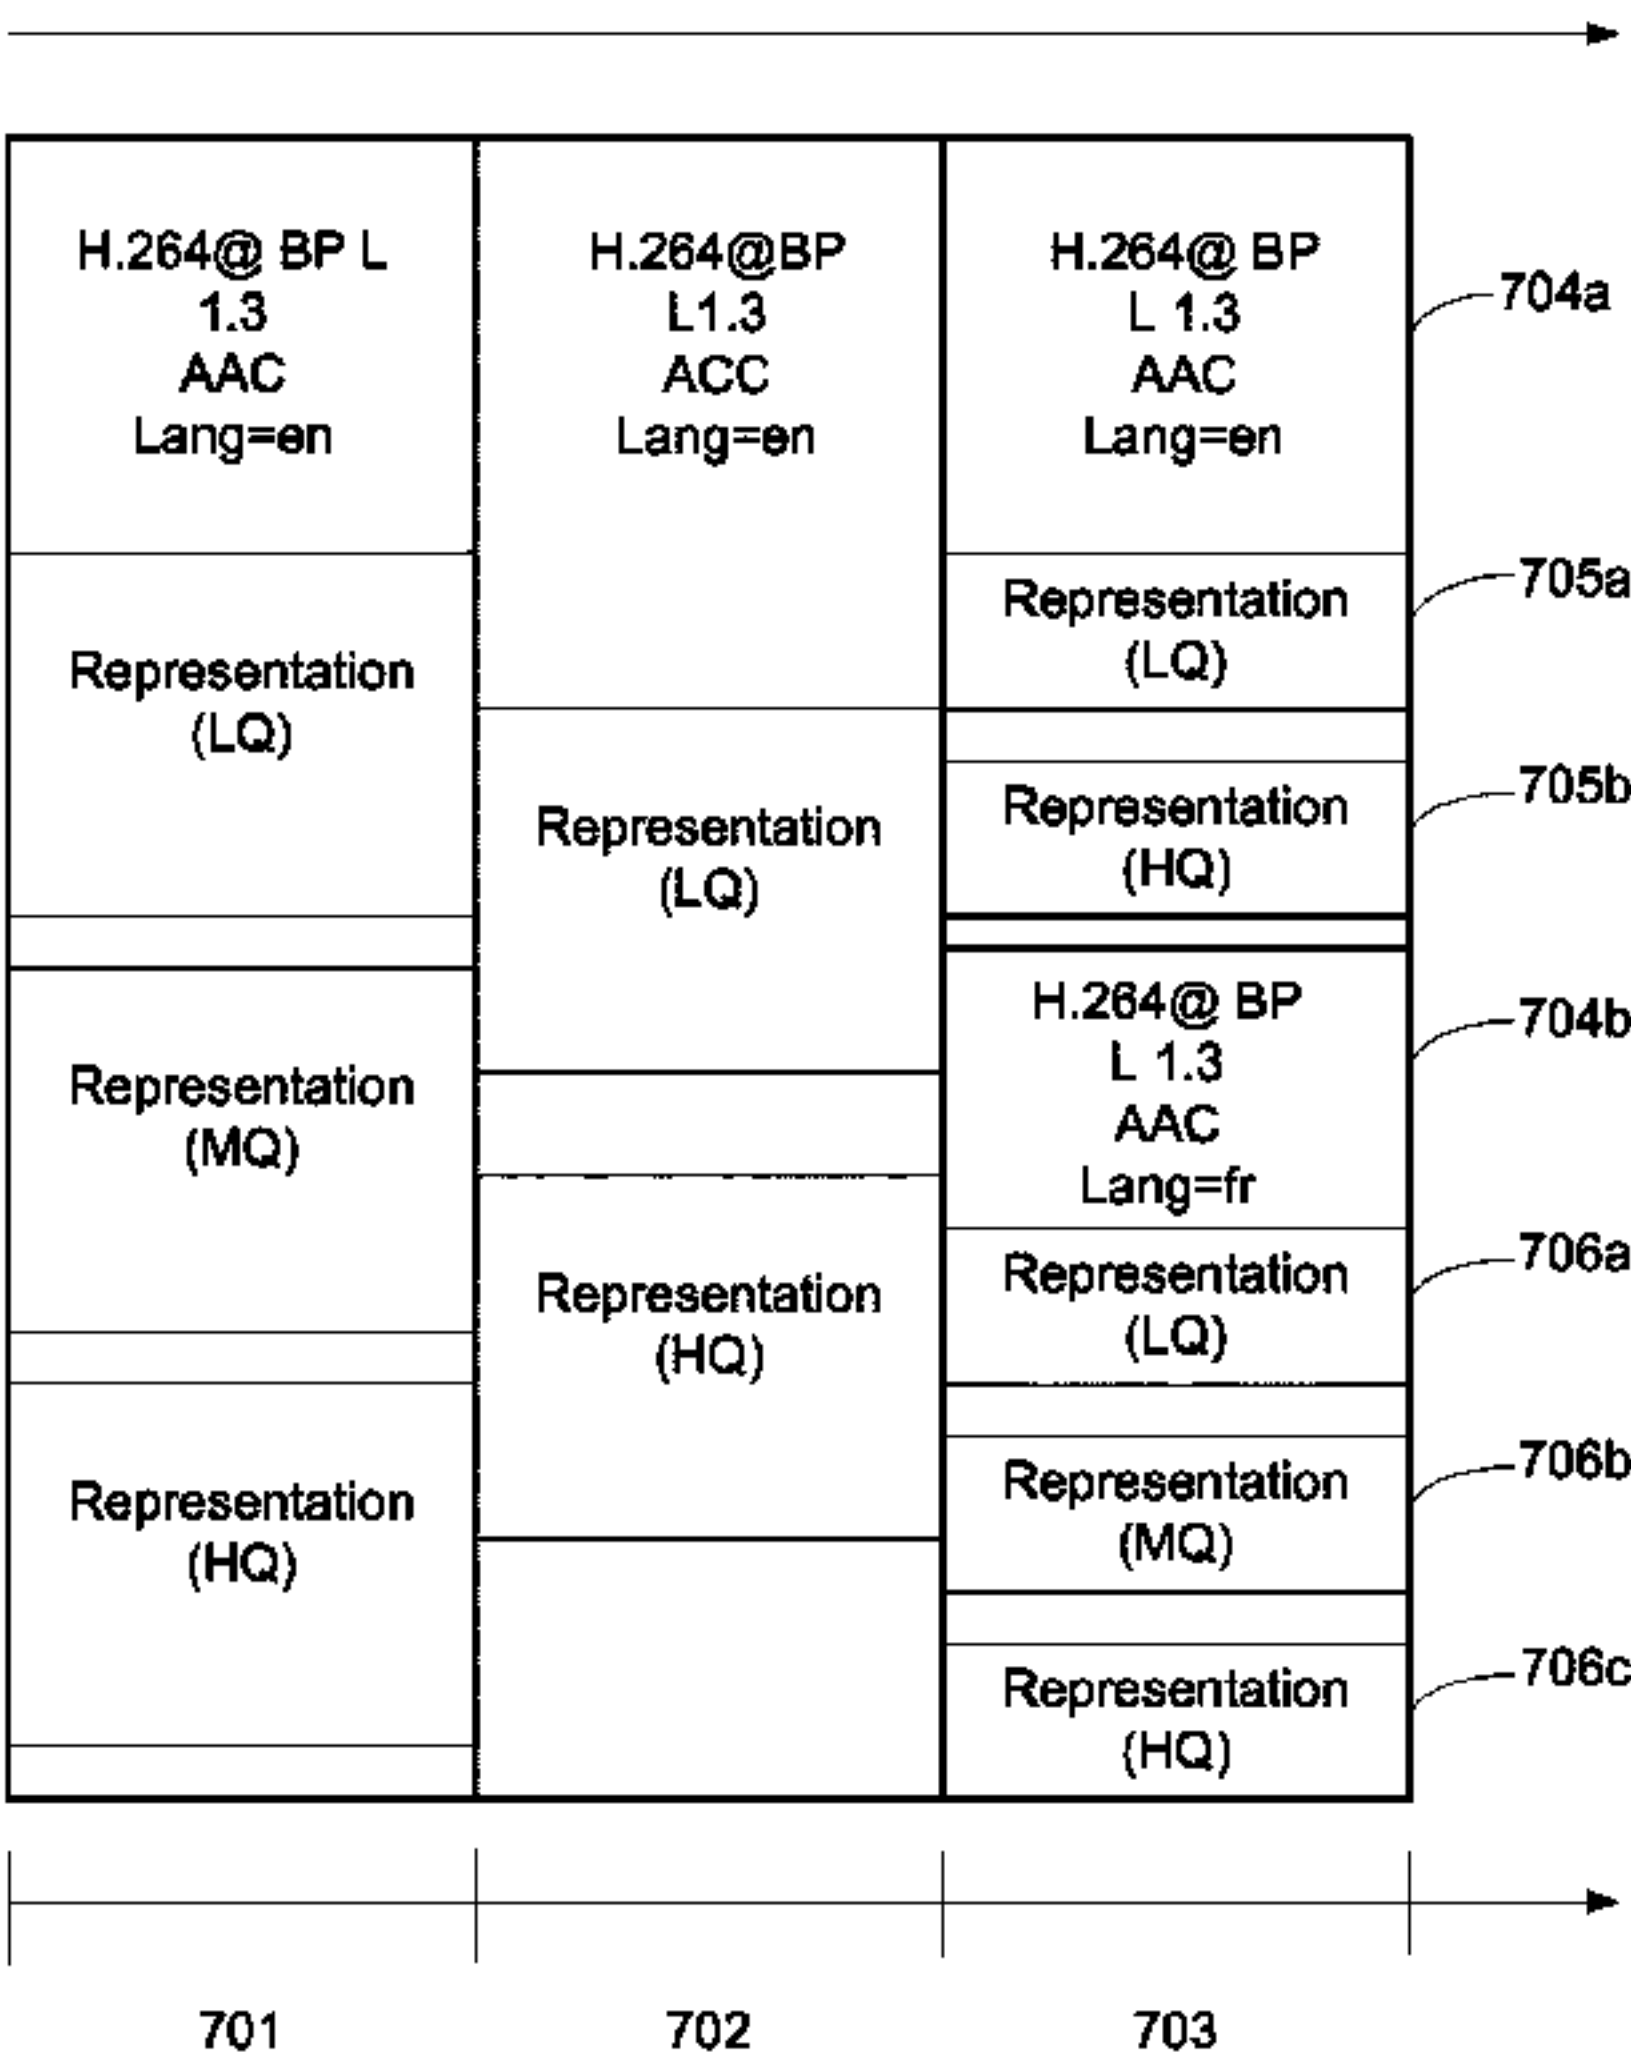 H.264@ BP L
1.3
AAC
Lang=en
Representation
(LQ)
Representation
(MQ)
Representation
(HQ)
H.264@BP
L1.3
ACC
Lang=en
Representation
(LQ)
Representation
(HQ)
H.264@ BP
L 1.3
AAC
Lang=en
Representation
(LQ)
Representation
(HQ)
H.264@ BP
L 1.3
AAC
Lang=fr
Representation
(LQ)
Representation
(MQ)
Representation
(HQ)
704a
705a
705b
704b
706a
706b
706c
701
702
703